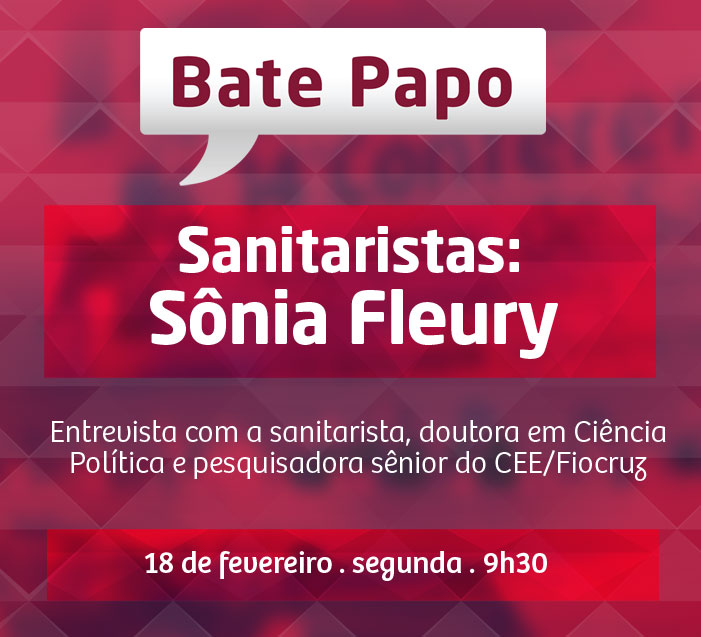 Bate Papo
Sanitaristas:
Sônia Fleury
Entrevista com a sanitarista, doutora em Ciência
Política e pesquisadora sênior do CEE/Fiocruz
18 de fevereiro . segunda . 9h30